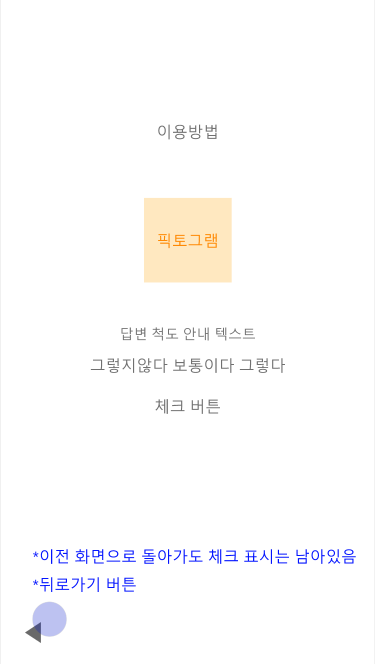 이용방법
픽토그램
답변 척도 안내 텍스트
그렇지않다 보통이다 그렇다
체크 버튼
*이전 화면으로 돌아가도 체크 표시는 남아있음
*뒤로가기 버튼